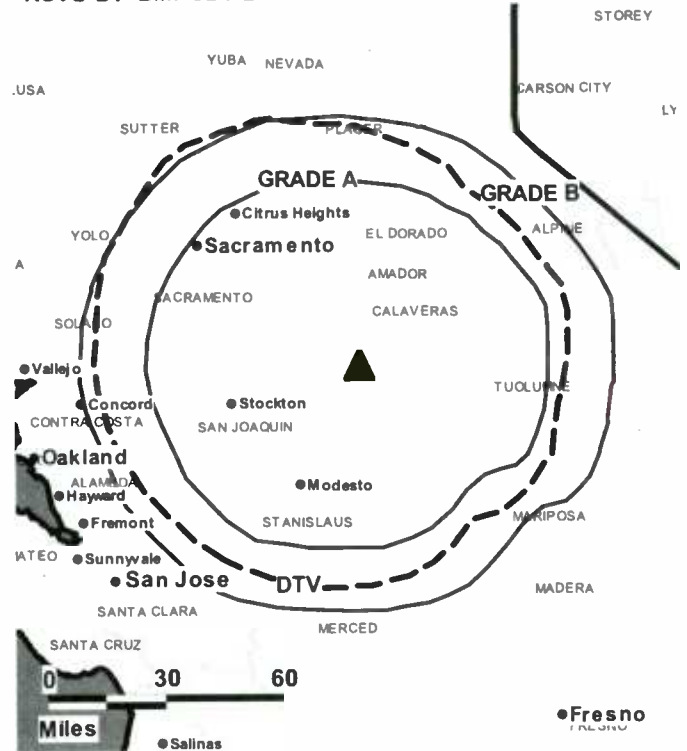 STOREY
YUBA
NEVADA
CARSON CITY
LY
SUTTER
PLACER
GRADE A
GRADE B
Citrus Heights
YOLO
Sacramento
EL DORADO
ALPINE
A
AMADOR
SACRAMENTO
CALAVERAS
SOLANO
Vallejo
TUOLUMNE
Concord
Stockton
CONTRA COSTA
SAN JOAQUIN
Oakland
ALAMEDA
Hayward
Modesto
Fremont
STANISLAUS
MARIPOSA
ATEO
Sunnyvale
San Jose
DTV
MADERA
SANTA CLARA
MERCED
SANTA CRUZ
0 30 60
Miles
Fresno
FRESNO
Salinas